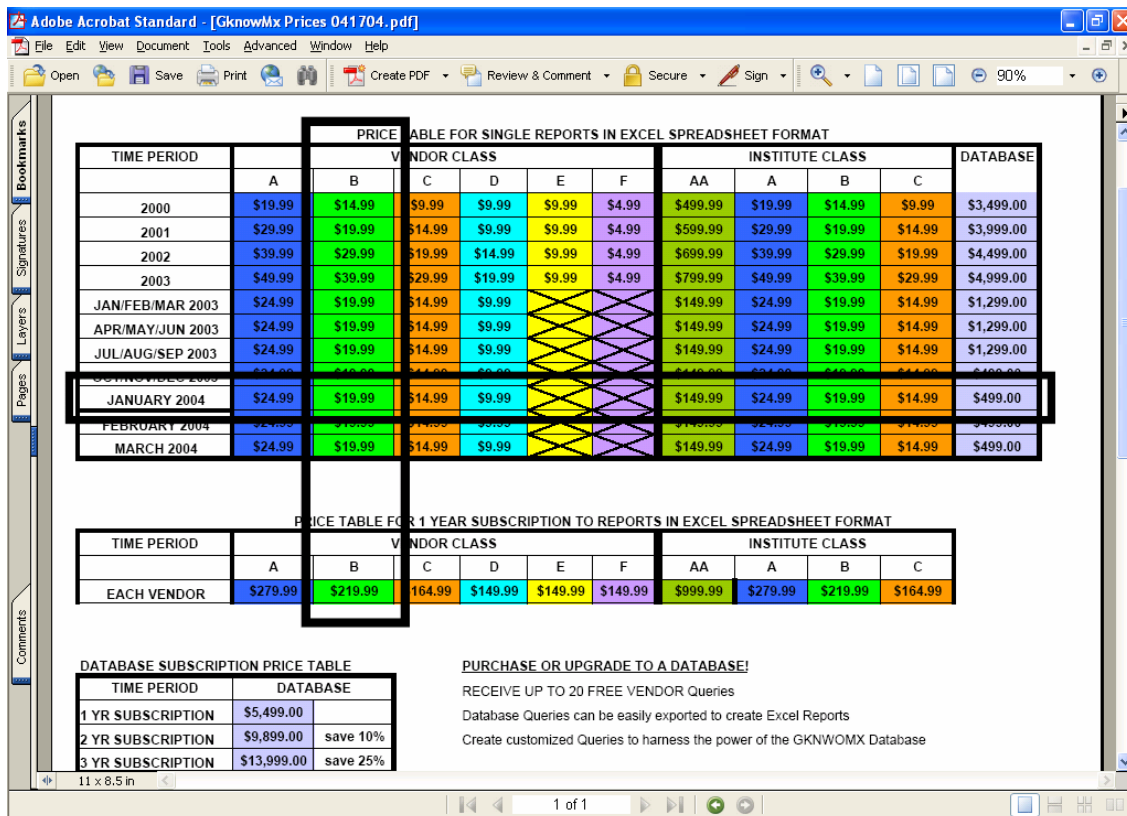 Adobe Acrobat Standard - [GknowMx Prices 041704.pdf]
File Edit View Document Tools Advanced Window Help
Open Save Print Create PDF Review & Comment Secure Sign 90%
Bookmarks
Signatures
Layers
Pages
Comments
PRICE TABLE FOR SINGLE REPORTS IN EXCEL SPREADSHEET FORMAT
TIME PERIOD VENDOR CLASS INSTITUTE CLASS DATABASE
A B C D E F AA A B C
2000 $19.99 $14.99 $9.99 $9.99 $9.99 $4.99 $499.99 $19.99 $14.99 $9.99 $3,499.00
2001 $29.99 $19.99 $14.99 $9.99 $9.99 $4.99 $599.99 $29.99 $19.99 $14.99 $3,999.00
2002 $39.99 $29.99 $19.99 $14.99 $9.99 $4.99 $699.99 $39.99 $29.99 $19.99 $4,499.00
2003 $49.99 $39.99 $29.99 $19.99 $9.99 $4.99 $799.99 $49.99 $39.99 $29.99 $4,999.00
JAN/FEB/MAR 2003 $24.99 $19.99 $14.99 $9.99 $149.99 $24.99 $19.99 $14.99 $1,299.00
APR/MAY/JUN 2003 $24.99 $19.99 $14.99 $9.99 $149.99 $24.99 $19.99 $14.99 $1,299.00
JUL/AUG/SEP 2003 $24.99 $19.99 $14.99 $9.99 $149.99 $24.99 $19.99 $14.99 $1,299.00
OCT/NOV/DEC 2003
JANUARY 2004 $24.99 $19.99 $14.99 $9.99 $149.99 $24.99 $19.99 $14.99 $499.00
FEBRUARY 2004
MARCH 2004 $24.99 $19.99 $14.99 $9.99 $149.99 $24.99 $19.99 $14.99 $499.00
PRICE TABLE FOR 1 YEAR SUBSCRIPTION TO REPORTS IN EXCEL SPREADSHEET FORMAT
TIME PERIOD VENDOR CLASS INSTITUTE CLASS
A B C D E F AA A B C
EACH VENDOR $279.99 $219.99 $164.99 $149.99 $149.99 $149.99 $999.99 $279.99 $219.99 $164.99
DATABASE SUBSCRIPTION PRICE TABLE
TIME PERIOD DATABASE
1 YR SUBSCRIPTION $5,499.00
2 YR SUBSCRIPTION $9,899.00 save 10%
3 YR SUBSCRIPTION $13,999.00 save 25%
PURCHASE OR UPGRADE TO A DATABASE!
RECEIVE UP TO 20 FREE VENDOR Queries
Database Queries can be easily exported to create Excel Reports
Create customized Queries to harness the power of the GKNWOMX Database
11 x 8.5 in
1 of 1